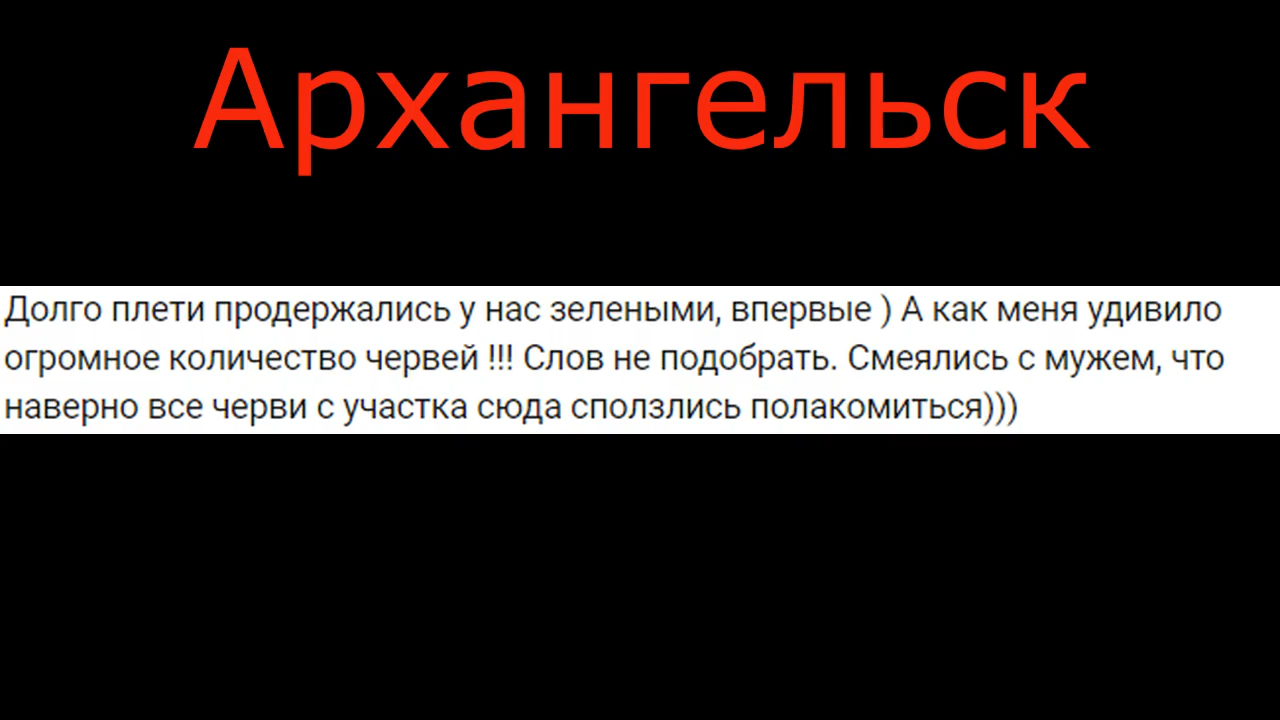 Архангельск
Долго плети продержались у нас зелеными, впервые ) А как меня удивило
огромное количество червей !!! Слов не подобрать. Смеялись с мужем, что
наверно все черви с участка сюда сползлись полакомиться)))